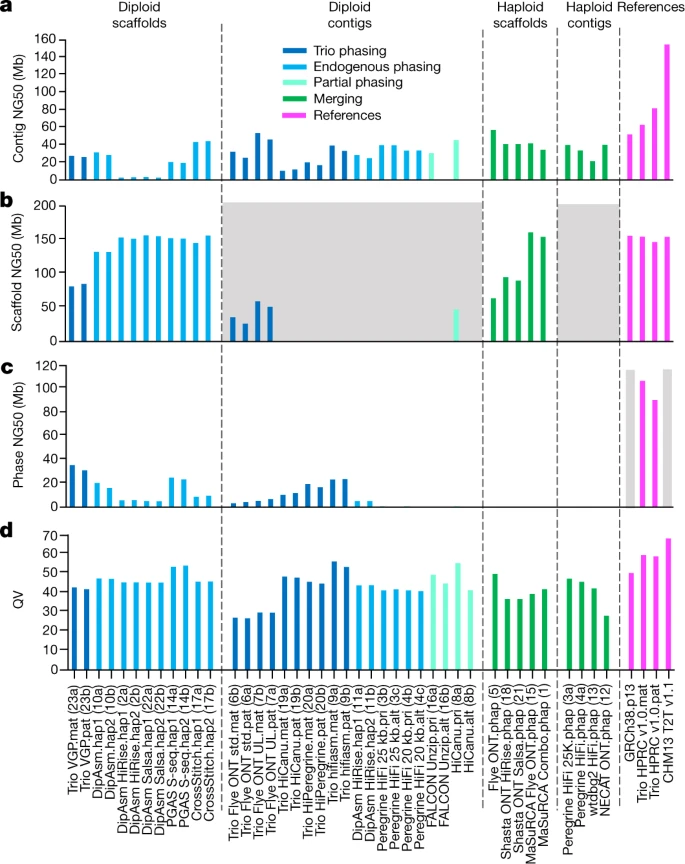 a
Diploid scaffolds
Diploid contigs
Haploid scaffolds
Haploid contigs
References
Contig NG50 (Mb)
160
140
120
100
80
60
40
20
0
Trio phasing
Endogenous phasing
Partial phasing
Merging
References
b
Scaffold NG50 (Mb)
200
150
100
50
0
c
Phase NG50 (Mb)
120
100
80
60
40
20
0
d
QV
70
60
50
40
30
20
10
0
Trio VGP.mat (23a)
Trio VGP.pat (23b)
DipAsm.hap1 (10a)
DipAsm.hap2 (10b)
DipAsm HiRise.hap1 (2a)
DipAsm HiRise.hap2 (2b)
DipAsm Salsa.hap1 (22a)
DipAsm Salsa.hap2 (22b)
PGAS S-seq.hap1 (14a)
PGAS S-seq.hap2 (14b)
CrossStitch.hap1 (17a)
CrossStitch.hap2 (17b)
Trio Flye ONT std.mat (6b)
Trio Flye ONT std.pat (6a)
Trio Flye ONT UL.mat (7b)
Trio Flye ONT UL.pat (7a)
Trio HiCanu.mat (19a)
Trio HiCanu.pat (19b)
Trio HiPeregrine.mat (20a)
Trio HiPeregrine.pat (20b)
Trio hifiasm.mat (9a)
Trio hifiasm.pat (9b)
DipAsm HiRise.hap1 (11a)
DipAsm HiRise.hap2 (11b)
Peregrine HiFi 25 kb.pri (3b)
Peregrine HiFi 25 kb.alt (3c)
Peregrine HiFi 20 kb.pri (4b)
Peregrine HiFi 20 kb.alt (4c)
FALCON Unzip.pri (16a)
FALCON Unzip.alt (16b)
HiCanu.pri (8a)
HiCanu.alt (8b)
Flye ONT.phap (5)
Shasta ONT HiRise.phap (18)
Shasta ONT Salsa.phap (21)
MaSuRCA Flye ONT.phap (15)
MaSuRCA Combo.phap (1)
Peregrine HiFi 25K.phap (3a)
Peregrine HiFi.phap (4a)
wtdbg2 HiFi.phap (13)
NECAT ONT.phap (12)
GRCh38.p13
Trio HPRC v1.0.mat
Trio HPRC v1.0.pat
CHM13 T2T v1.1